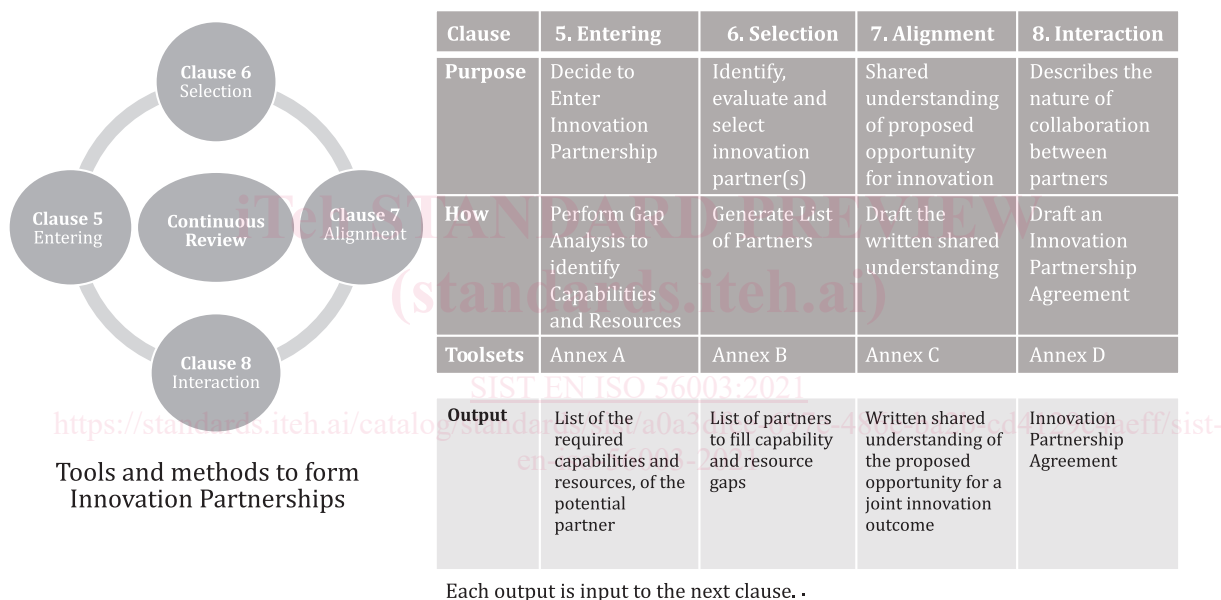 Clause 6
Selection
Clause 5
Entering
Continuous
Review
Clause 7
Alignment
Clause 8
Interaction
Tools and methods to form
Innovation Partnerships
Clause 5. Entering 6. Selection 7. Alignment 8. Interaction
Purpose
Decide to
Enter
Innovation
Partnership
Identify,
evaluate and
select
innovation
partner(s)
Shared
understanding
of proposed
opportunity
for innovation
Describes the
nature of
collaboration
between
partners
How
Perform Gap
Analysis to
identify
Capabilities
and Resources
Generate List
of Partners
Draft the
written shared
understanding
Draft an
Innovation
Partnership
Agreement
Toolsets Annex A Annex B Annex C Annex D
Output
List of the
required
capabilities and
resources, of the
potential
partner
List of partners
to fill capability
and resource
gaps
Written shared
understanding of
the proposed
opportunity for a
joint innovation
outcome
Innovation
Partnership
Agreement
Each output is input to the next clause. .
iTeh STANDARD PREVIEW
(standards.iteh.ai)
SIST EN ISO 56003:2021